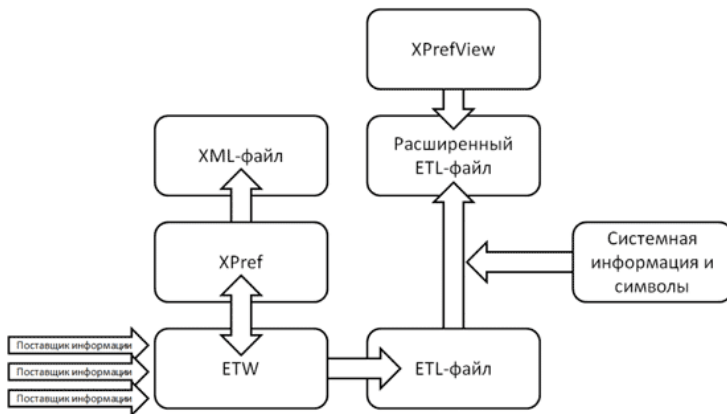 XPrefView
XML-файл
Расширенный
ETL-файл
XPref
Системная
информация и
символы
Поставщик информации
Поставщик информации
Поставщик информации
ETW
ETL-файл